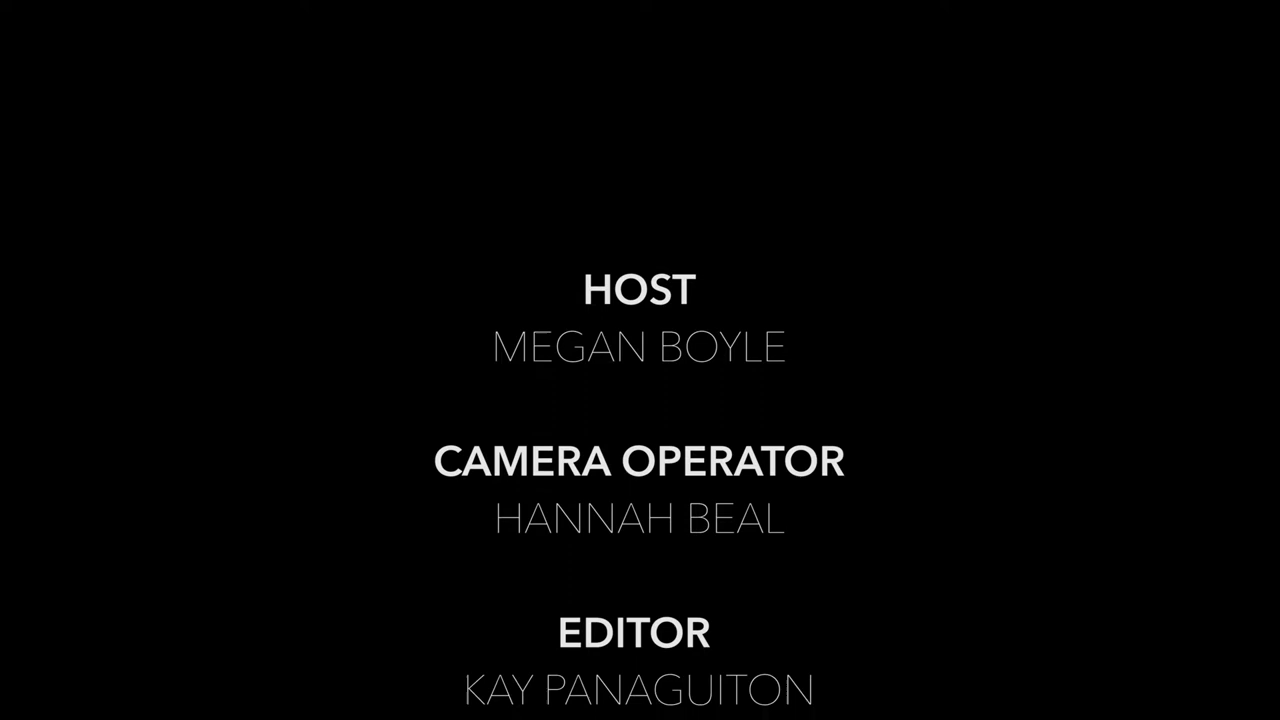 HOST
MEGAN BOYLE
CAMERA OPERATOR
HANNAH BEAL
EDITOR
KAY PANAGUITON